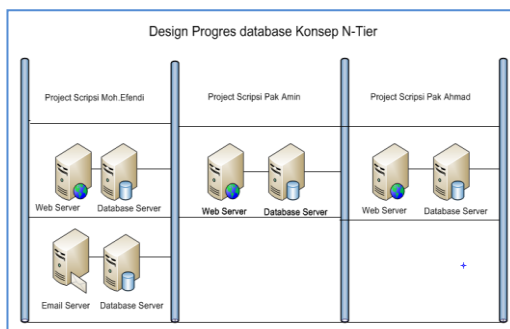 Design Progres database Konsep N-Tier
Project Scripsi Moh.Efendi
Project Scripsi Pak Amin
Project Scripsi Pak Ahmad
Web Server
Database Server
Web Server
Database Server
Web Server
Database Server
Email Server
Database Server